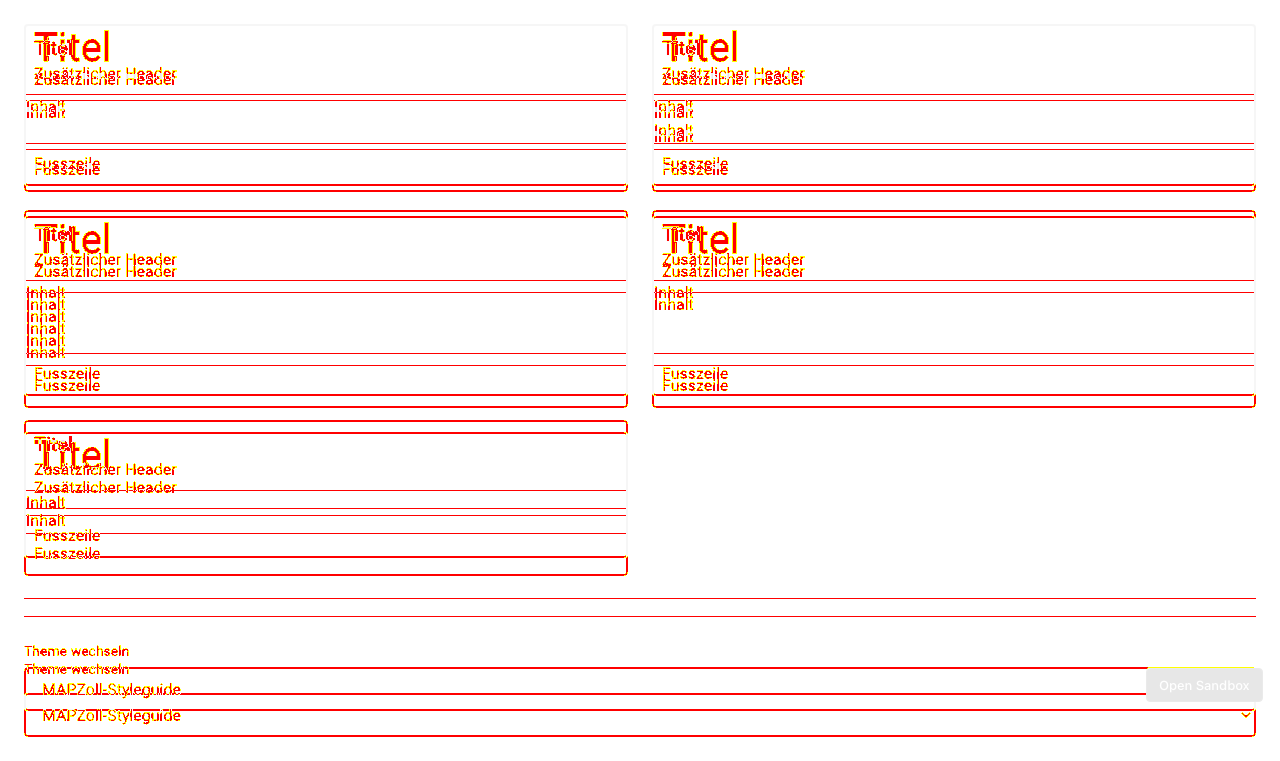 Titel
Titel
Zusätzlicher Header
Zusätzlicher Header
Inhalt
Inhalt
Fusszeile
Fusszeile
Titel
Titel
Zusätzlicher Header
Zusätzlicher Header
Inhalt
Inhalt
Inhalt
Inhalt
Fusszeile
Fusszeile
Titel
Titel
Zusätzlicher Header
Zusätzlicher Header
Inhalt
Inhalt
Inhalt
Inhalt
Inhalt
Inhalt
Fusszeile
Fusszeile
Titel
Titel
Zusätzlicher Header
Zusätzlicher Header
Inhalt
Inhalt
Fusszeile
Fusszeile
Titel
Titel
Zusätzlicher Header
Zusätzlicher Header
Inhalt
Inhalt
Fusszeile
Fusszeile
Theme wechseln
Theme wechseln
MAPZoll-Styleguide
Open Sandbox
MAPZoll-Styleguide